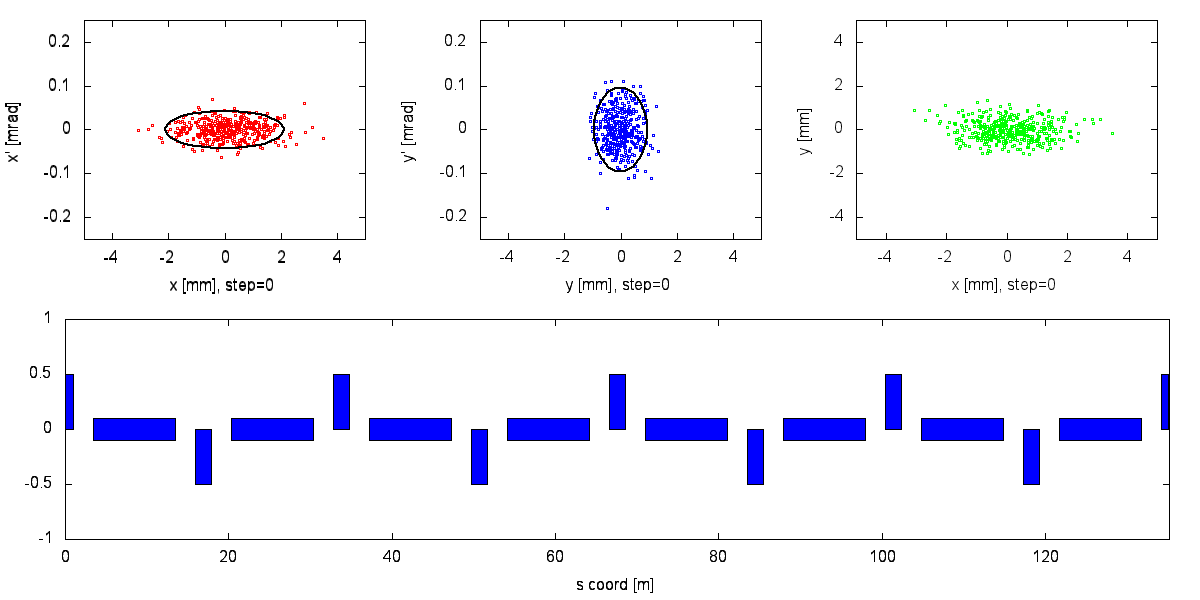 0.2
0.1
0
-0.1
-0.2
x' [mrad]
-4 -2 0 2 4
x [mm], step=0
0.2
0.1
0
-0.1
-0.2
y' [mrad]
-4 -2 0 2 4
y [mm], step=0
4
2
0
-2
-4
y [mm]
-4 -2 0 2 4
x [mm], step=0
1
0.5
0
-0.5
-1
0 20 40 60 80 100 120
s coord [m]